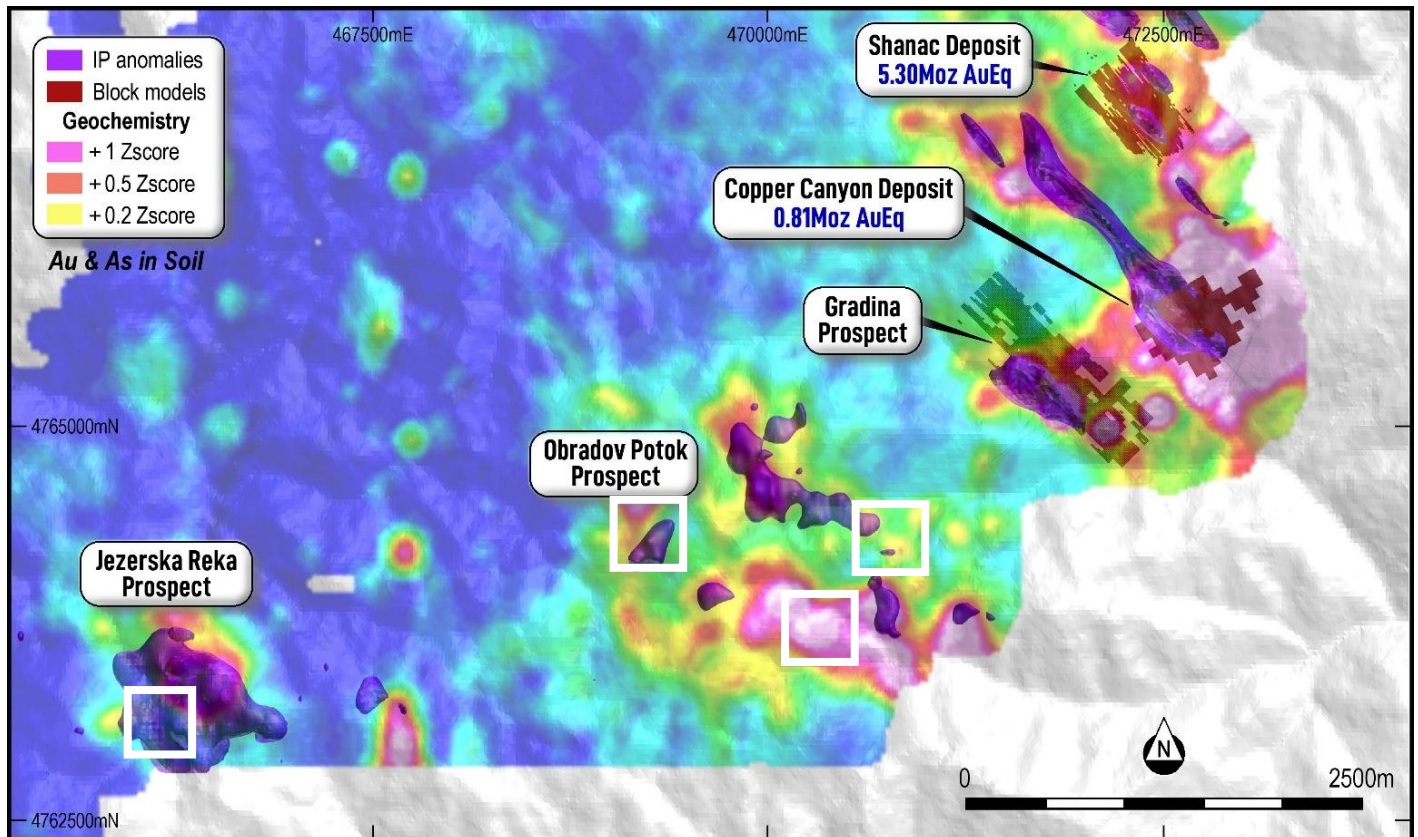 467500mE
470000mE
472500mE
IP anomalies
Block models
Geochemistry
+ 1 Zscore
+ 0.5 Zscore
+ 0.2 Zscore
Au & As in Soil
Shanac Deposit
5.30Moz AuEq
Copper Canyon Deposit
0.81Moz AuEq
Gradina
Prospect
4765000mN
Obradov Potok
Prospect
Jezerska Reka
Prospect
N
0
2500m
4762500mN